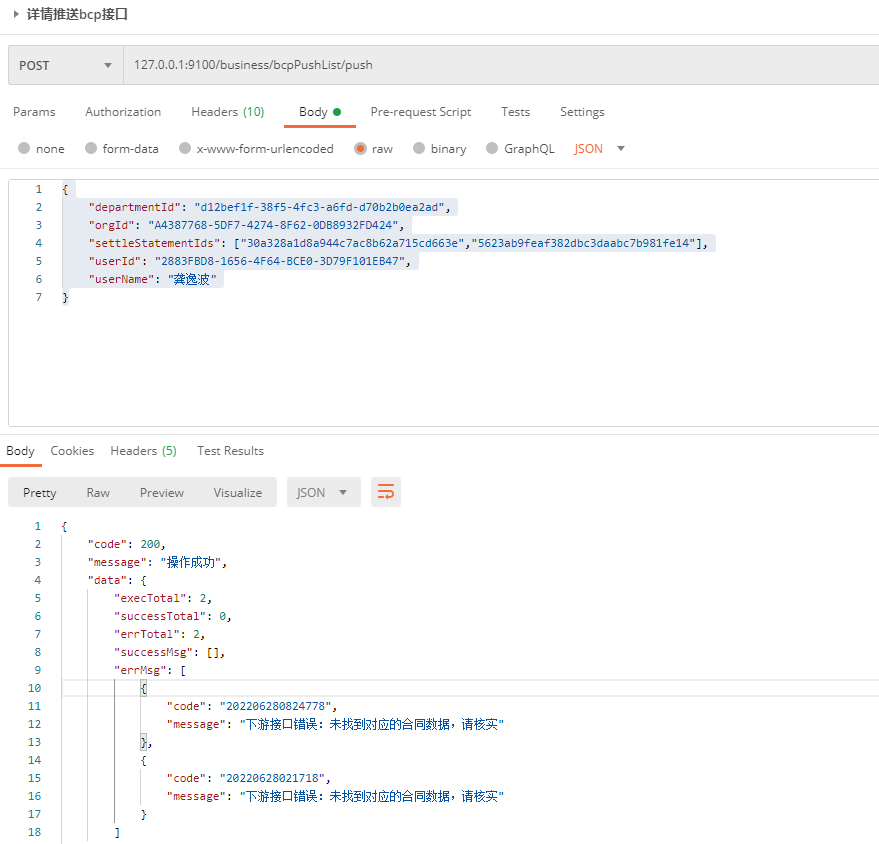 详情推送bcp接口
POST 127.0.0.1:9100/business/bcpPushList/push
Params Authorization Headers (10) Body Pre-request Script Tests Settings
none form-data x-www-form-urlencoded raw binary GraphQL JSON
1 {
2 "departmentId": "d12bef1f-38f5-4fc3-a6fd-d70b2b0ea2ad",
3 "orgId": "A4387768-5DF7-4274-8F62-0DB8932FD424",
4 "settleStatementIds": ["30a328a1d8a944c7ac8b62a715cd663e","5623ab9feaf382dbc3daabc7b981fe14"],
5 "userId": "2883FBD8-1656-4F64-BCE0-3D79F101EB47",
6 "userName": "龚逸波"
7 }
Body Cookies Headers (5) Test Results
Pretty Raw Preview Visualize JSON
1 {
2 "code": 200,
3 "message": "操作成功",
4 "data": {
5 "execTotal": 2,
6 "successTotal": 0,
7 "errTotal": 2,
8 "successMsg": [],
9 "errMsg": [
10 {
11 "code": "202206280824778",
12 "message": "下游接口错误：未找到对应的合同数据，请核实"
13 },
14 {
15 "code": "20220628021718",
16 "message": "下游接口错误：未找到对应的合同数据，请核实"
17 }
18 ]